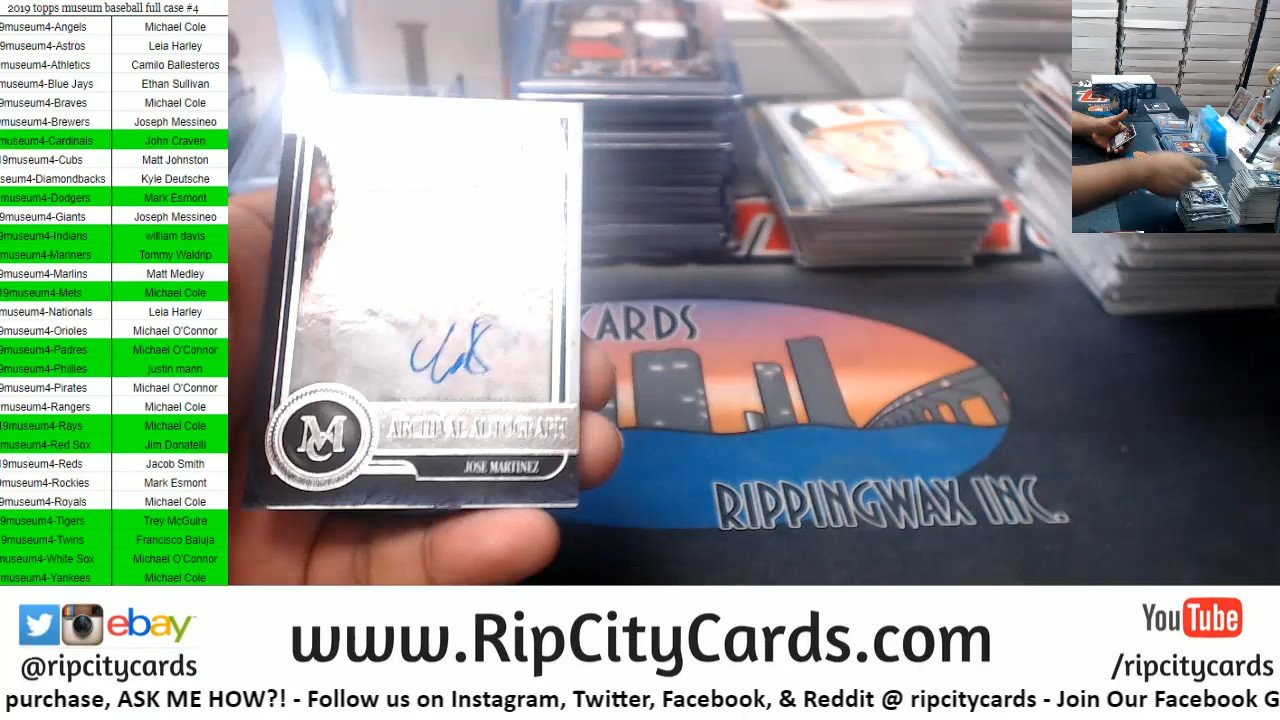 2019 topps museum baseball full case #4
9museum4-Angels Michael Cole
9museum4-Astros Leia Harley
museum4-Athletics Camilo Ballesteros
museum4-Blue Jays Ethan Sullivan
9museum4-Braves Michael Cole
9museum4-Brewers Joseph Messineo
museum4-Cardinals John Craven
19museum4-Cubs Matt Johnston
seum4-Diamondbacks Kyle Deutsche
museum4-Dodgers Mark Esmont
9museum4-Giants Joseph Messineo
9museum4-Indians william davis
museum4-Mariners Tommy Waldrip
9museum4-Marlins Matt Medley
19museum4-Mets Michael Cole
museum4-Nationals Leia Harley
9museum4-Orioles Michael O'Connor
9museum4-Padres Michael O'Connor
9museum4-Phillies justin mann
9museum4-Pirates Michael O'Connor
9museum4-Rangers Michael Cole
19museum4-Rays Michael Cole
museum4-Red Sox Jim Donatelli
19museum4-Reds Jacob Smith
museum4-Rockies Mark Esmont
9museum4-Royals Michael Cole
9museum4-Tigers Trey McGuire
9museum4-Twins Francisco Baluja
museum4-White Sox Michael O'Connor
museum4-Yankees Michael Cole
MC
ARCHIVAL AUTOGRAPH
JOSE MARTINEZ
CARDS
RIPPINGWAX INC.
ebay
@ripcitycards
www.RipCityCards.com
YouTube
/ripcitycards
purchase, ASK ME HOW?! - Follow us on Instagram, Twitter, Facebook, & Reddit @ ripcitycards - Join Our Facebook G